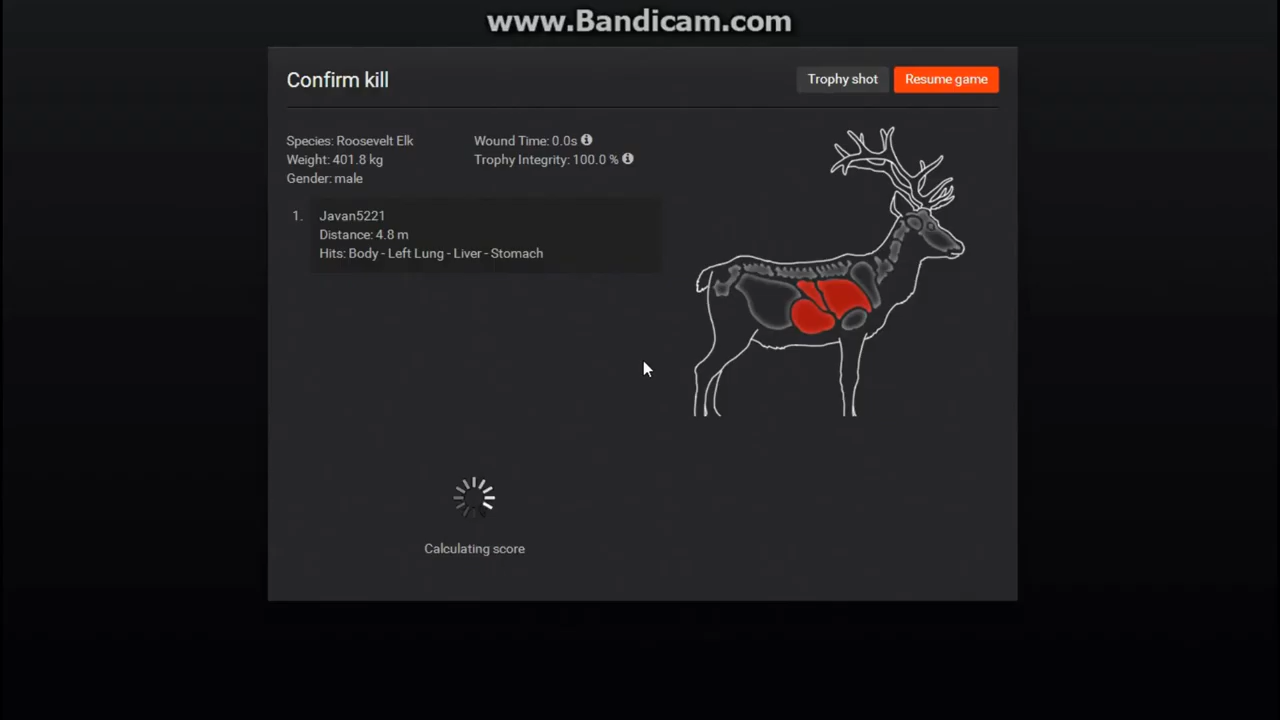 www.Bandicam.com
Confirm kill
Trophy shot
Resume game
Species: Roosevelt Elk
Weight: 401.8 kg
Gender: male
Wound Time: 0.0s
Trophy Integrity: 100.0 %
1. Javan5221
Distance: 4.8 m
Hits: Body - Left Lung - Liver - Stomach
Calculating score